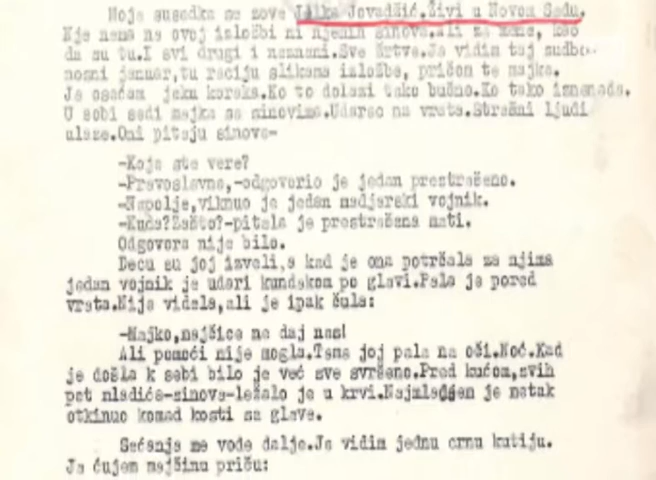 Moja susedka se zove Jelka Jovadžić.Živi u Novom Sadu.
Nje nema na ovoj izložbi ni njenih sinova.Ali za mene, kao
da su tu.I svi drugi i neznani.Sve žrtve.Ja vidim taj sudbo-
nosni januar,tu raciju slikama izložbe, pričom te majke.
Ja osećam jeku koraka.Ko to dolazi tako bučno.Ko tako iznenada.
U sobi sedi majka sa sinovima.Udarac na vrata.Strašni ljudi
ulaze.Oni pitaju sinove-
-Koje ste vere?
-Pravoslavne,-odgovorio je jedan prestrašeno.
-Napolje,viknuo je jedan madjarski vojnik.
-Kuda?Zašto?-pitala je prestrašena mati.
Odgovora nije bilo.
Decu su joj izveli,a kad je ona potrčala za njima
jedan vojnik je udari kundakom po glavi.Pala je pored
vrata.Nije videla,ali je ipak čula:
-Majko,majčice ne daj nas!
Ali pomoći nije mogla.Tama joj pala na oči.Noć.Kad
je došla k sebi bilo je već sve svršeno.Pred kućom,svih
pet mladića-sinova-ležalo je u krvi.Najmladjem je metak
otkinuo komad kosti sa glave.
Sećanja me vode dalje.Ja vidim jednu crnu kutiju.
Ja čujem majčinu priču: